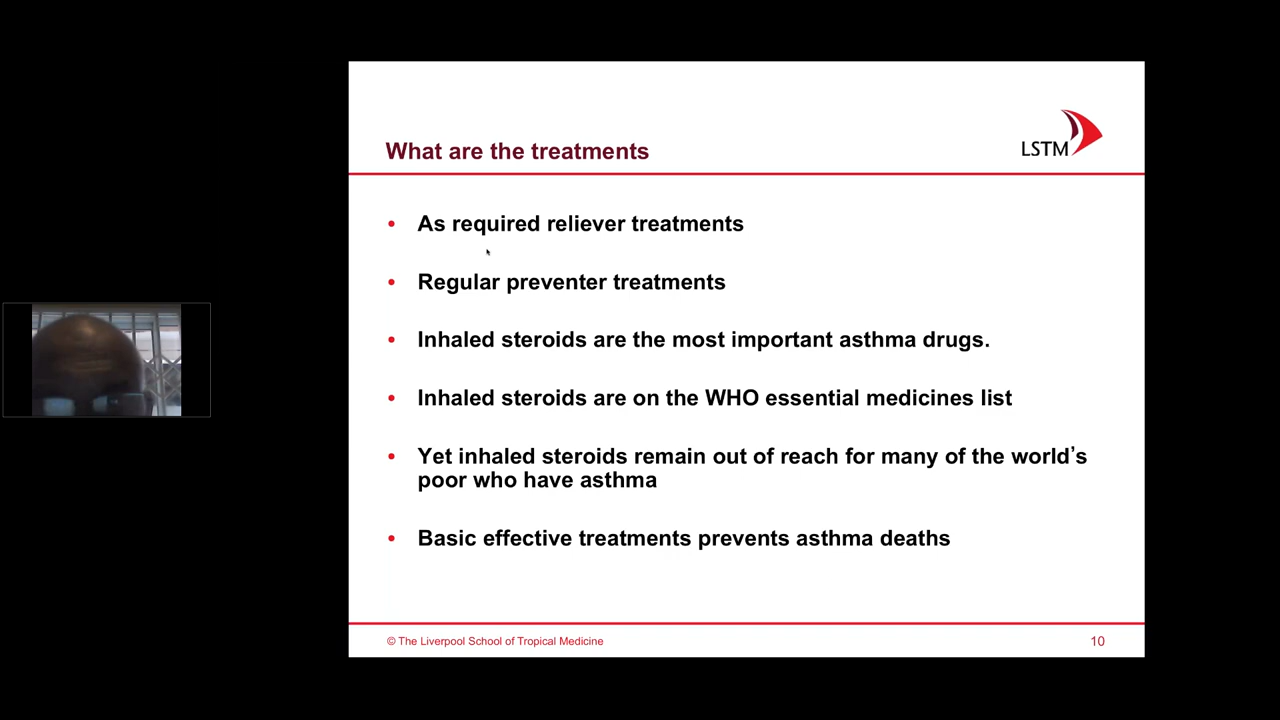 LSTM
What are the treatments
• As required reliever treatments
• Regular preventer treatments
• Inhaled steroids are the most important asthma drugs.
• Inhaled steroids are on the WHO essential medicines list
• Yet inhaled steroids remain out of reach for many of the world’s
poor who have asthma
• Basic effective treatments prevents asthma deaths
© The Liverpool School of Tropical Medicine
10